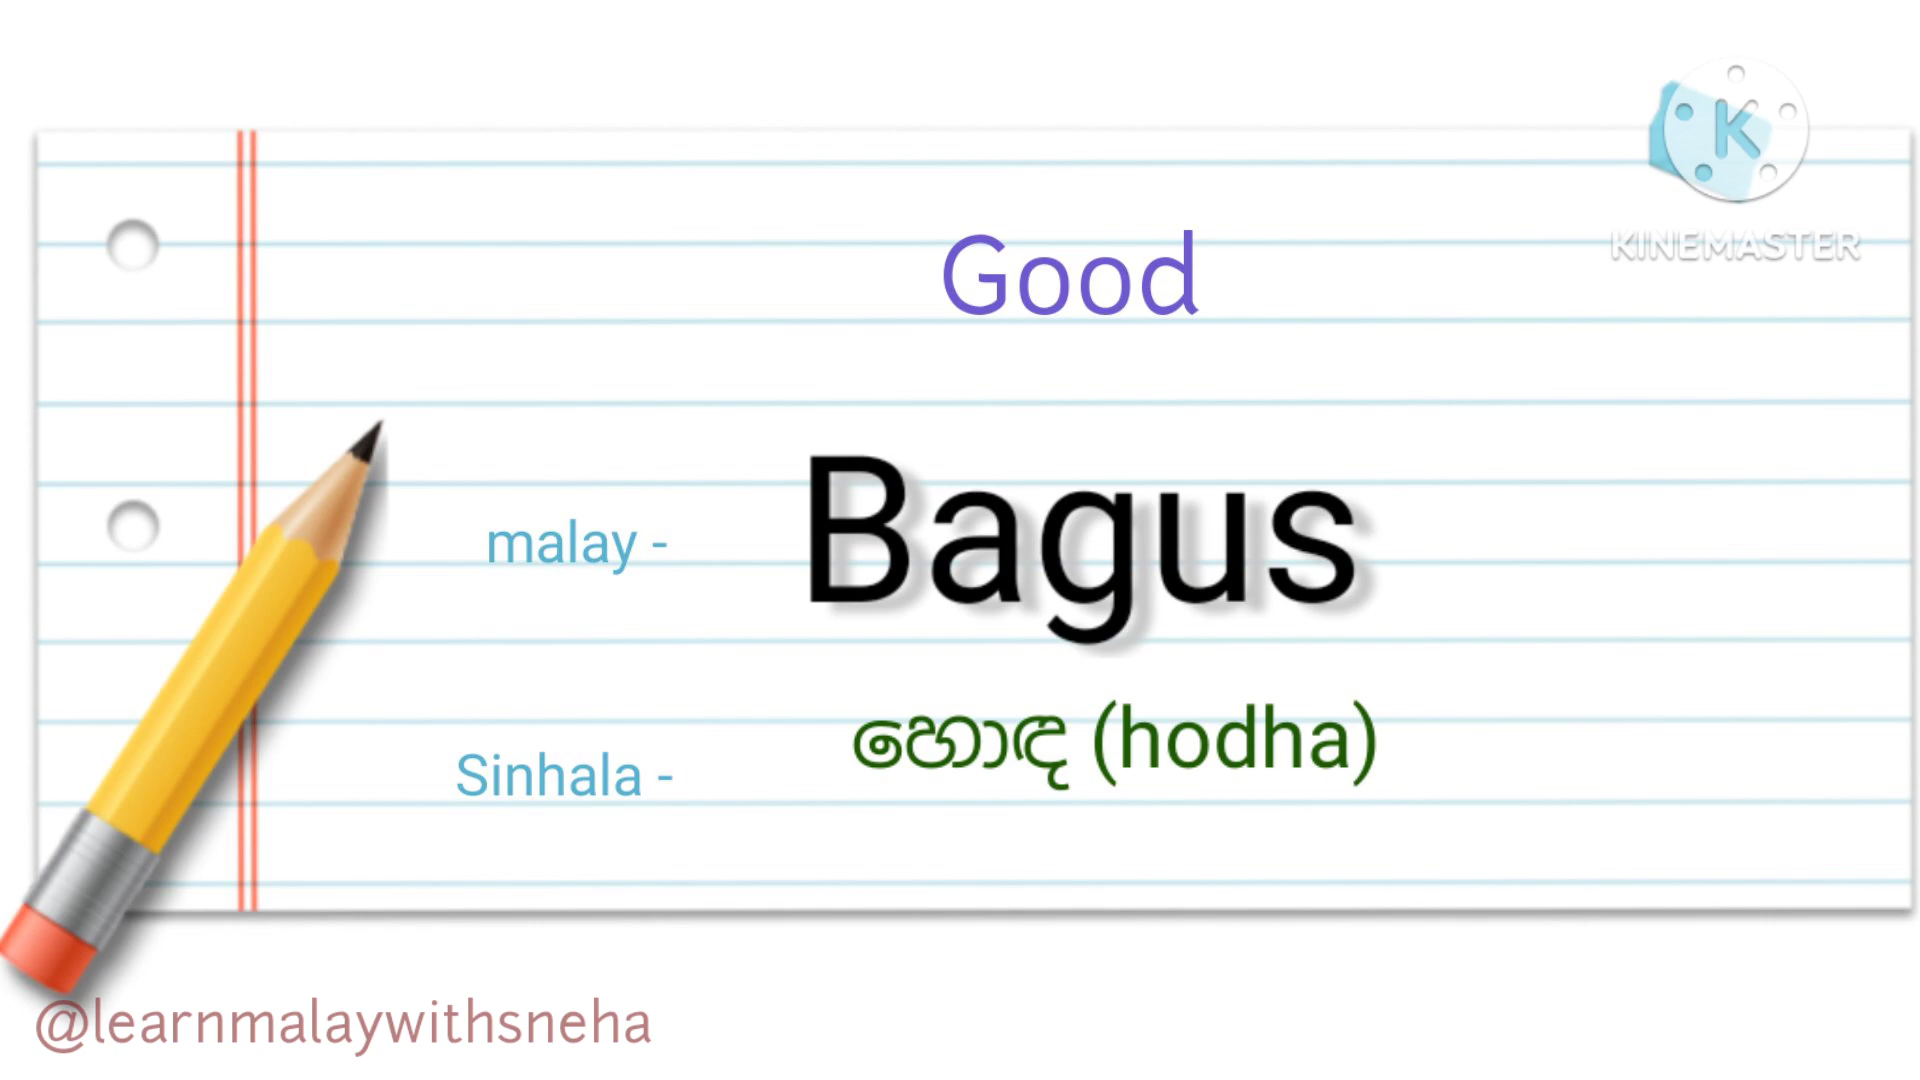 KINEMASTER
Good
malay - Bagus
Sinhala - හොඳ (hodha)
@learnmalaywithsneha